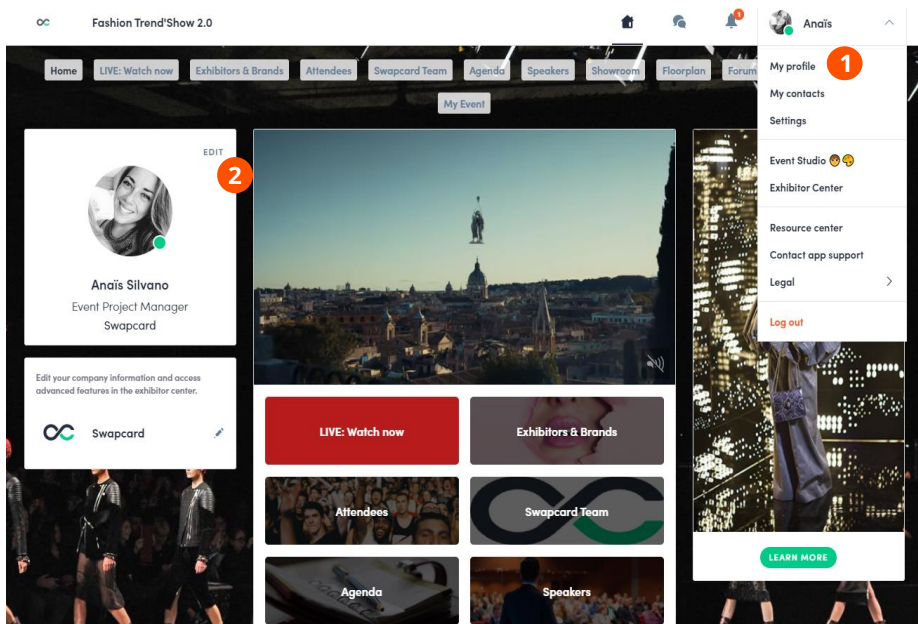 Fashion Trend'Show 2.0
1
Anaïs
Home
LIVE: Watch now
Exhibitors & Brands
Attendees
Swapcard Team
Agenda
Speakers
Showroom
Floorplan
Forum
My Event
My profile
1
My contacts
Settings
Event Studio
Exhibitor Center
Resource center
Contact app support
Legal
Log out
EDIT
2
Anaïs Silvano
Event Project Manager
Swapcard
Edit your company information and access
advanced features in the exhibitor center.
Swapcard
LIVE: Watch now
Exhibitors & Brands
Attendees
Swapcard Team
Agenda
Speakers
LEARN MORE